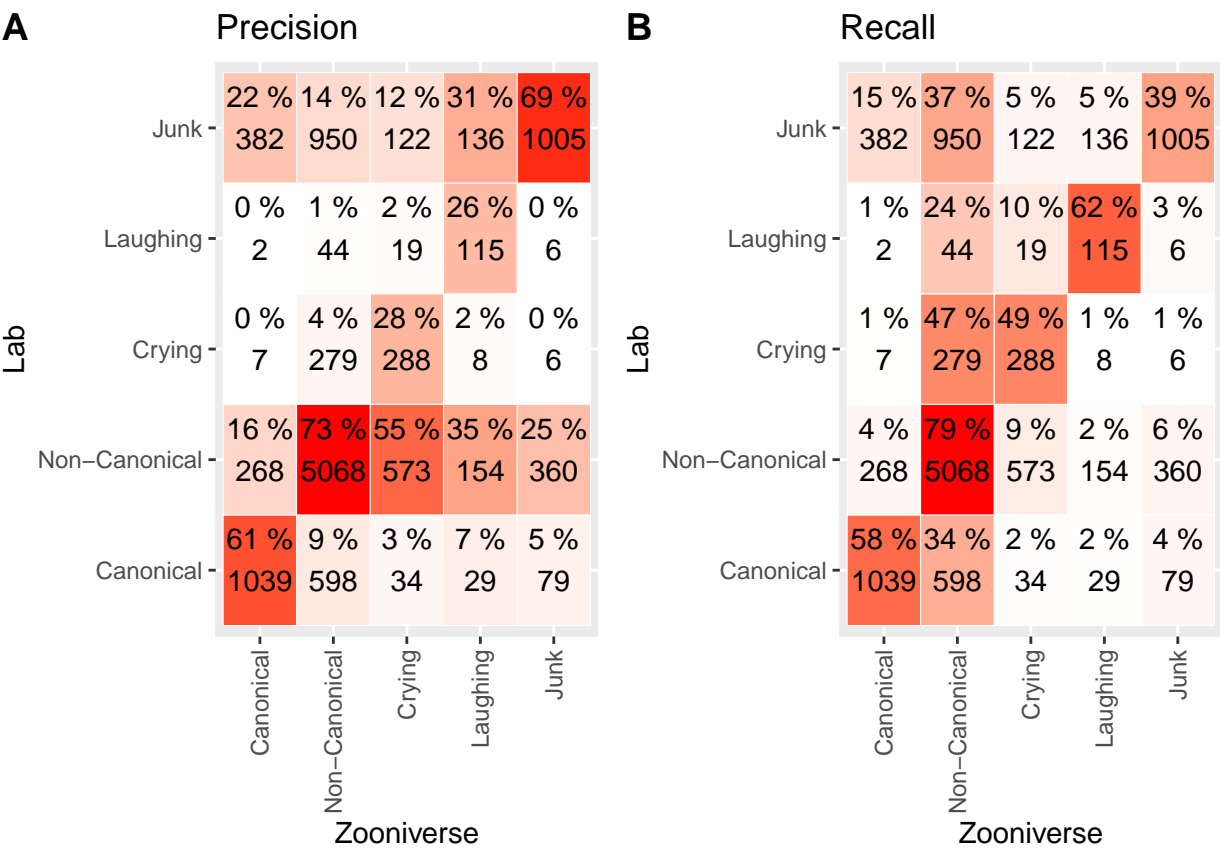 A
Precision
Lab
Junk
22 % 14 % 12 % 31 % 69 %
382 950 122 136 1005
Laughing
0 % 1 % 2 % 26 % 0 %
2 44 19 115 6
Crying
0 % 4 % 28 % 2 % 0 %
7 279 288 8 6
Non−Canonical
16 % 73 % 55 % 35 % 25 %
268 5068 573 154 360
Canonical
61 % 9 % 3 % 7 % 5 %
1039 598 34 29 79
Canonical
Non−Canonical
Crying
Laughing
Junk
Zooniverse
B
Recall
Lab
Junk
15 % 37 % 5 % 5 % 39 %
382 950 122 136 1005
Laughing
1 % 24 % 10 % 62 % 3 %
2 44 19 115 6
Crying
1 % 47 % 49 % 1 % 1 %
7 279 288 8 6
Non−Canonical
4 % 79 % 9 % 2 % 6 %
268 5068 573 154 360
Canonical
58 % 34 % 2 % 2 % 4 %
1039 598 34 29 79
Canonical
Non−Canonical
Crying
Laughing
Junk
Zooniverse